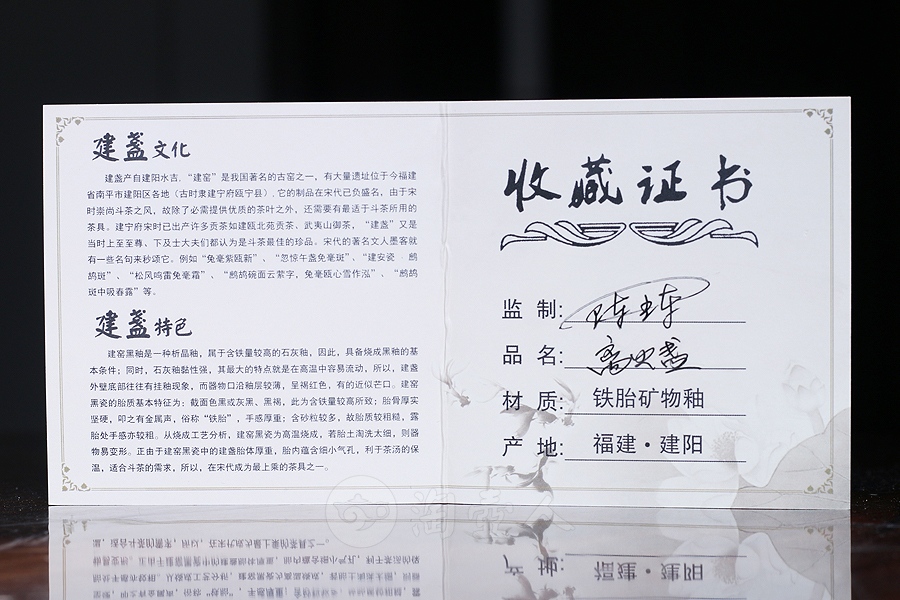 建盏文化
建盏产自建阳水吉,“建窑”是我国著名的古窑之一,有大量遗址位于今福建
省南平市建阳区各地(古时隶建宁府瓯宁县),它的制品在宋代已负盛名,由于宋
时崇尚斗茶之风,故除了必需提供优质的茶叶之外,还需要有最适于斗茶所用的
茶具。建宁府宋时已出产许多贡茶如建瓯北苑贡茶、武夷山御茶,“建盏”又是
当时上至至尊、下及士大夫们都认为是斗茶最佳的珍品。宋代的著名文人墨客就
有一些名句来秒颂它。例如“兔毫紫瓯新”、“忽惊午盏兔毫斑”、“建安瓷盌鹧
鸪斑”、“松风鸣雷兔毫霜”、“鹧鸪碗面云萦字,兔毫瓯心雪作泓”、“鹧鸪
斑中吸春露”等。
建盏特色
建窑黑釉是一种析晶釉,属于含铁量较高的石灰釉,因此,具备烧成黑釉的基
本条件;同时,石灰釉黏性强,其最大的特点就是在高温中容易流动,所以,建盏
外壁底部往往有挂釉现象,而器物口沿釉层较薄,呈褐红色,有的近似芒口。建窑
黑瓷的胎质基本特征为:截面色黑或灰黑、黑褐,此为含铁量较高所致;胎骨厚实
坚硬,叩之有金属声,俗称“铁胎”,手感厚重;含砂粒较多,故胎质较粗糙,露
胎处手感亦较粗。从烧成工艺分析,建窑黑瓷为高温烧成,若胎土淘洗太细,则器
物易变形。正由于建窑黑瓷中的建盏胎体厚重,胎内蕴含细小气孔,利于茶汤的保
温,适合斗茶的需求,所以,在宋代成为最上乘的茶具之一。
收藏证书
监制:
品名:
材质:铁胎矿物釉
产地:福建·建阳